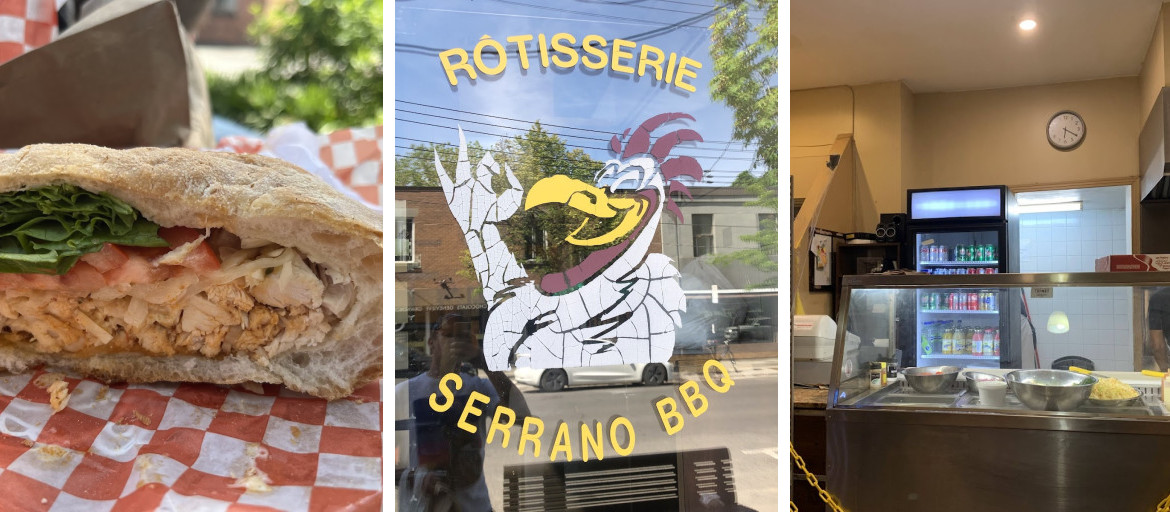 RÔTISSERIE
SERRANO BBQ